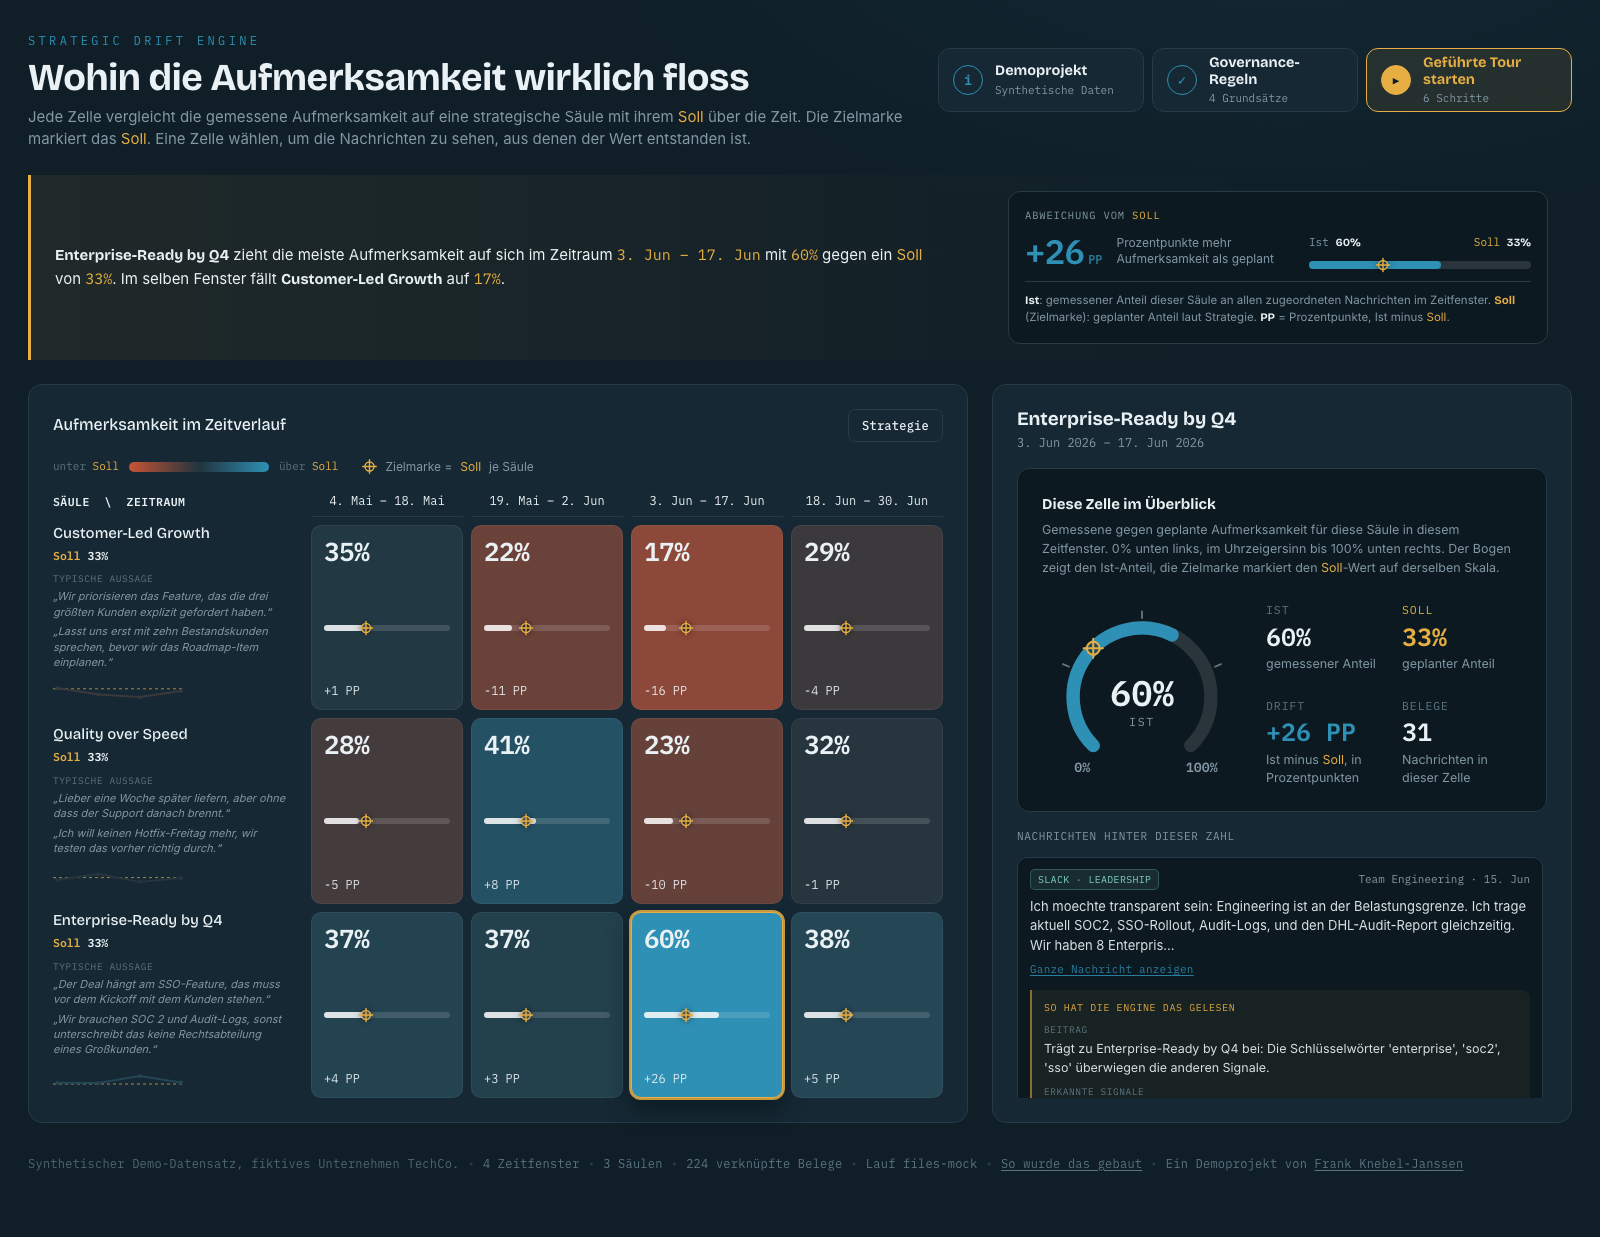 STRATEGIC DRIFT ENGINE
Wohin die Aufmerksamkeit wirklich floss
Jede Zelle vergleicht die gemessene Aufmerksamkeit auf eine strategische Säule mit ihrem Soll über die Zeit. Die Zielmarke
markiert das Soll. Eine Zelle wählen, um die Nachrichten zu sehen, aus denen der Wert entstanden ist.
i
Demoprojekt
Synthetische Daten
✓
Governance-
Regeln
4 Grundsätze
Geführte Tour
starten
6 Schritte
Enterprise-Ready by Q4 zieht die meiste Aufmerksamkeit auf sich im Zeitraum 3. Jun – 17. Jun mit 60% gegen ein Soll
von 33%. Im selben Fenster fällt Customer-Led Growth auf 17%.
ABWEICHUNG VOM SOLL
+26 PP
Prozentpunkte mehr
Aufmerksamkeit als geplant
Ist 60%
Soll 33%
Ist: gemessener Anteil dieser Säule an allen zugeordneten Nachrichten im Zeitfenster. Soll
(Zielmarke): geplanter Anteil laut Strategie. PP = Prozentpunkte, Ist minus Soll.
Aufmerksamkeit im Zeitverlauf
Strategie
unter Soll
über Soll
Zielmarke = Soll je Säule
SÄULE \ ZEITRAUM
4. Mai – 18. Mai
19. Mai – 2. Jun
3. Jun – 17. Jun
18. Jun – 30. Jun
Customer-Led Growth
Soll 33%
TYPISCHE AUSSAGE
„Wir priorisieren das Feature, das die drei
größten Kunden explizit gefordert haben.“
„Lasst uns erst mit zehn Bestandskunden
sprechen, bevor wir das Roadmap-Item
einplanen.“
35%
+1 PP
22%
-11 PP
17%
-16 PP
29%
-4 PP
Quality over Speed
Soll 33%
TYPISCHE AUSSAGE
„Lieber eine Woche später liefern, aber ohne
dass der Support danach brennt.“
„Ich will keinen Hotfix-Freitag mehr, wir
testen das vorher richtig durch.“
28%
-5 PP
41%
+8 PP
23%
-10 PP
32%
-1 PP
Enterprise-Ready by Q4
Soll 33%
TYPISCHE AUSSAGE
„Der Deal hängt am SSO-Feature, das muss
vor dem Kickoff mit dem Kunden stehen.“
„Wir brauchen SOC 2 und Audit-Logs, sonst
unterschreibt das keine Rechtsabteilung
eines Großkunden.“
37%
+4 PP
37%
+3 PP
60%
+26 PP
38%
+5 PP
Enterprise-Ready by Q4
3. Jun 2026 – 17. Jun 2026
Diese Zelle im Überblick
Gemessene gegen geplante Aufmerksamkeit für diese Säule in diesem
Zeitfenster. 0% unten links, im Uhrzeigersinn bis 100% unten rechts. Der Bogen
zeigt den Ist-Anteil, die Zielmarke markiert den Soll-Wert auf derselben Skala.
60%
IST
0%
100%
IST
60%
gemessener Anteil
SOLL
33%
geplanter Anteil
DRIFT
+26 PP
Ist minus Soll, in
Prozentpunkten
BELEGE
31
Nachrichten in
dieser Zelle
NACHRICHTEN HINTER DIESER ZAHL
SLACK · LEADERSHIP
Team Engineering · 15. Jun
Ich moechte transparent sein: Engineering ist an der Belastungsgrenze. Ich trage
aktuell SOC2, SSO-Rollout, Audit-Logs, und den DHL-Audit-Report gleichzeitig.
Wir haben 8 Enterpris…
Ganze Nachricht anzeigen
SO HAT DIE ENGINE DAS GELESEN
BEITRAG
Trägt zu Enterprise-Ready by Q4 bei: Die Schlüsselwörter 'enterprise', 'soc2',
'sso' überwiegen die anderen Signale.
ERKANNTE SIGNALE
Synthetischer Demo-Datensatz, fiktives Unternehmen TechCo. · 4 Zeitfenster · 3 Säulen · 224 verknüpfte Belege · Lauf files-mock · So wurde das gebaut · Ein Demoprojekt von Frank Knebel-Janssen